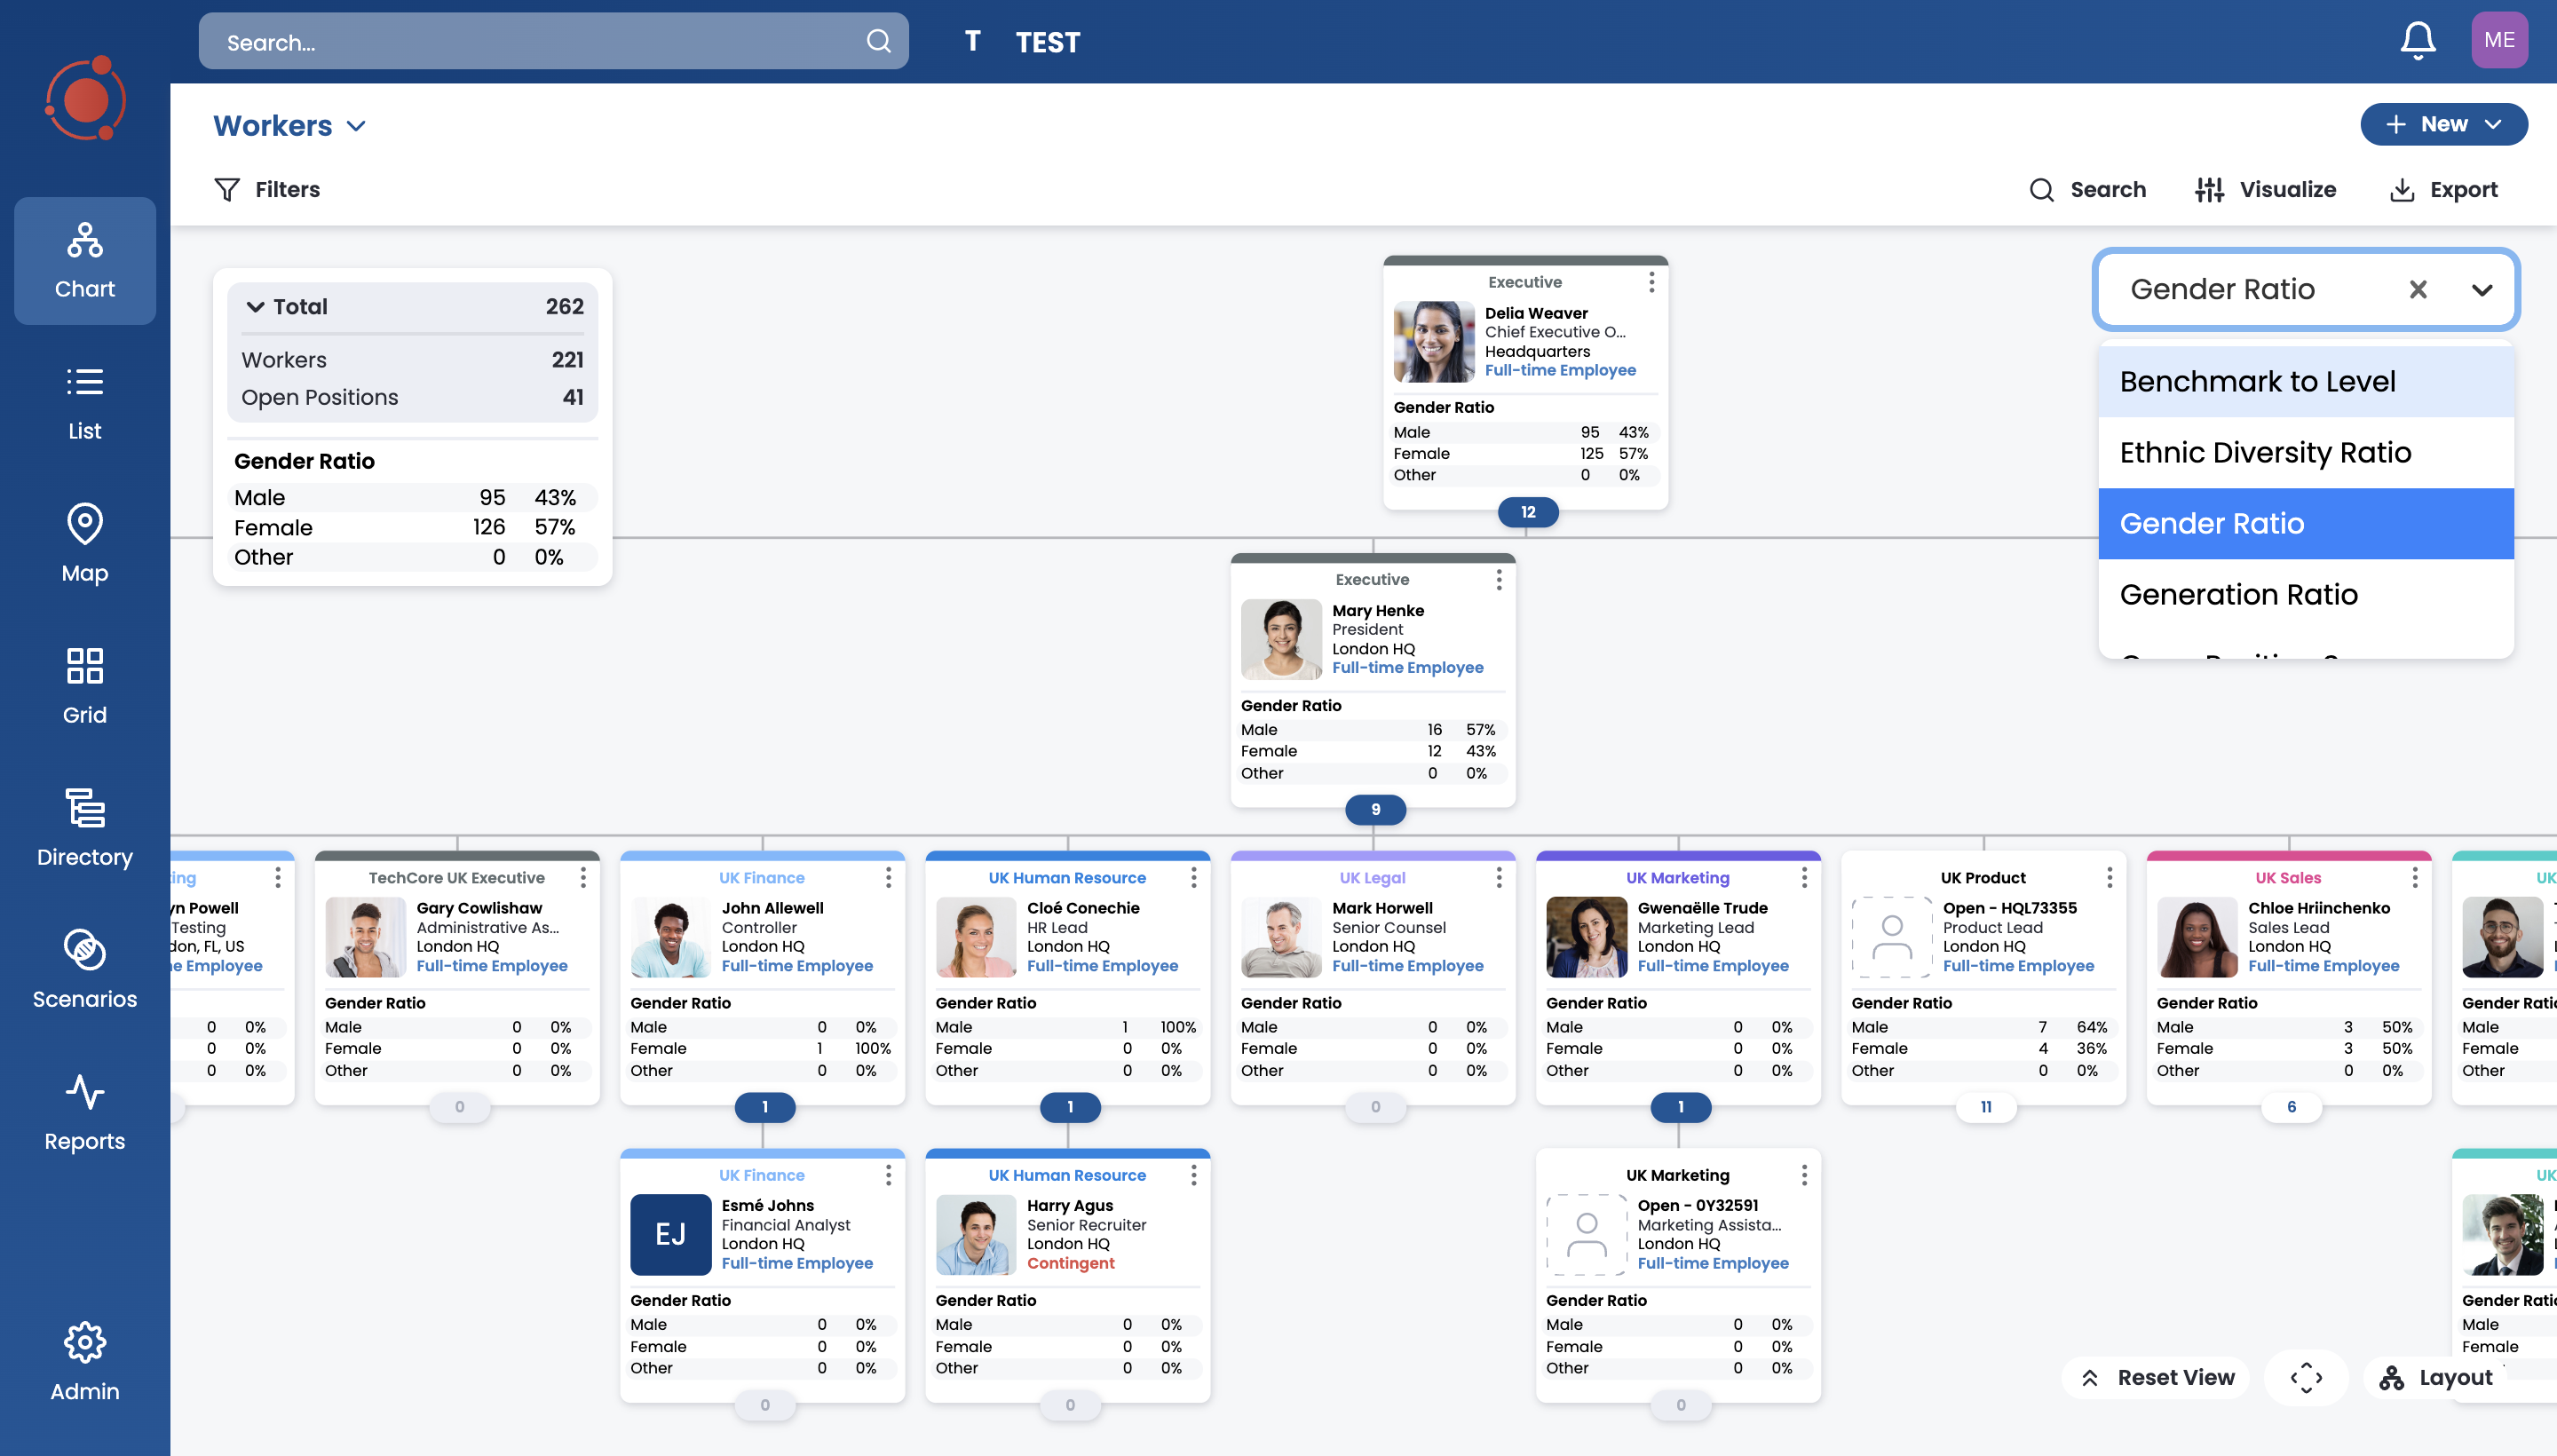 Search...
T TEST
ME
Workers
New
Filters
Search
Visualize
Export
Chart
List
Map
Grid
Directory
Scenarios
Reports
Admin
Total 262
Workers 221
Open Positions 41
Gender Ratio
Male 95 43%
Female 126 57%
Other 0 0%
Executive
Delia Weaver
Chief Executive O...
Headquarters
Full-time Employee
Gender Ratio
Male 95 43%
Female 125 57%
Other 0 0%
12
Gender Ratio
Benchmark to Level
Ethnic Diversity Ratio
Gender Ratio
Generation Ratio
Executive
Mary Henke
President
London HQ
Full-time Employee
Gender Ratio
Male 16 57%
Female 12 43%
Other 0 0%
9
Powell
Testing
FL, US
Employee
0 0%
0 0%
0 0%
TechCore UK Executive
Gary Cowlishaw
Administrative As...
London HQ
Full-time Employee
Gender Ratio
Male 0 0%
Female 0 0%
Other 0 0%
0
UK Finance
John Allewell
Controller
London HQ
Full-time Employee
Gender Ratio
Male 0 0%
Female 1 100%
Other 0 0%
1
UK Human Resource
Cloé Conechie
HR Lead
London HQ
Full-time Employee
Gender Ratio
Male 1 100%
Female 0 0%
Other 0 0%
1
UK Legal
Mark Horwell
Senior Counsel
London HQ
Full-time Employee
Gender Ratio
Male 0 0%
Female 0 0%
Other 0 0%
0
UK Marketing
Gwenaëlle Trude
Marketing Lead
London HQ
Full-time Employee
Gender Ratio
Male 0 0%
Female 0 0%
Other 0 0%
1
UK Product
Open - HQL73355
Product Lead
London HQ
Full-time Employee
Gender Ratio
Male 7 64%
Female 4 36%
Other 0 0%
11
UK Sales
Chloe Hriinchenko
Sales Lead
London HQ
Full-time Employee
Gender Ratio
Male 3 50%
Female 3 50%
Other 0 0%
6
UK
Gender
Male
Female
Other
UK Finance
EJ
Esmé Johns
Financial Analyst
London HQ
Full-time Employee
Gender Ratio
Male 0 0%
Female 0 0%
Other 0 0%
0
UK Human Resource
Harry Agus
Senior Recruiter
London HQ
Contingent
Gender Ratio
Male 0 0%
Female 0 0%
Other 0 0%
0
UK Marketing
Open - 0Y32591
Marketing Assista...
London HQ
Full-time Employee
Gender Ratio
Male 0 0%
Female 0 0%
Other 0 0%
0
UK
Gender
Male
Female
Reset View
Layout